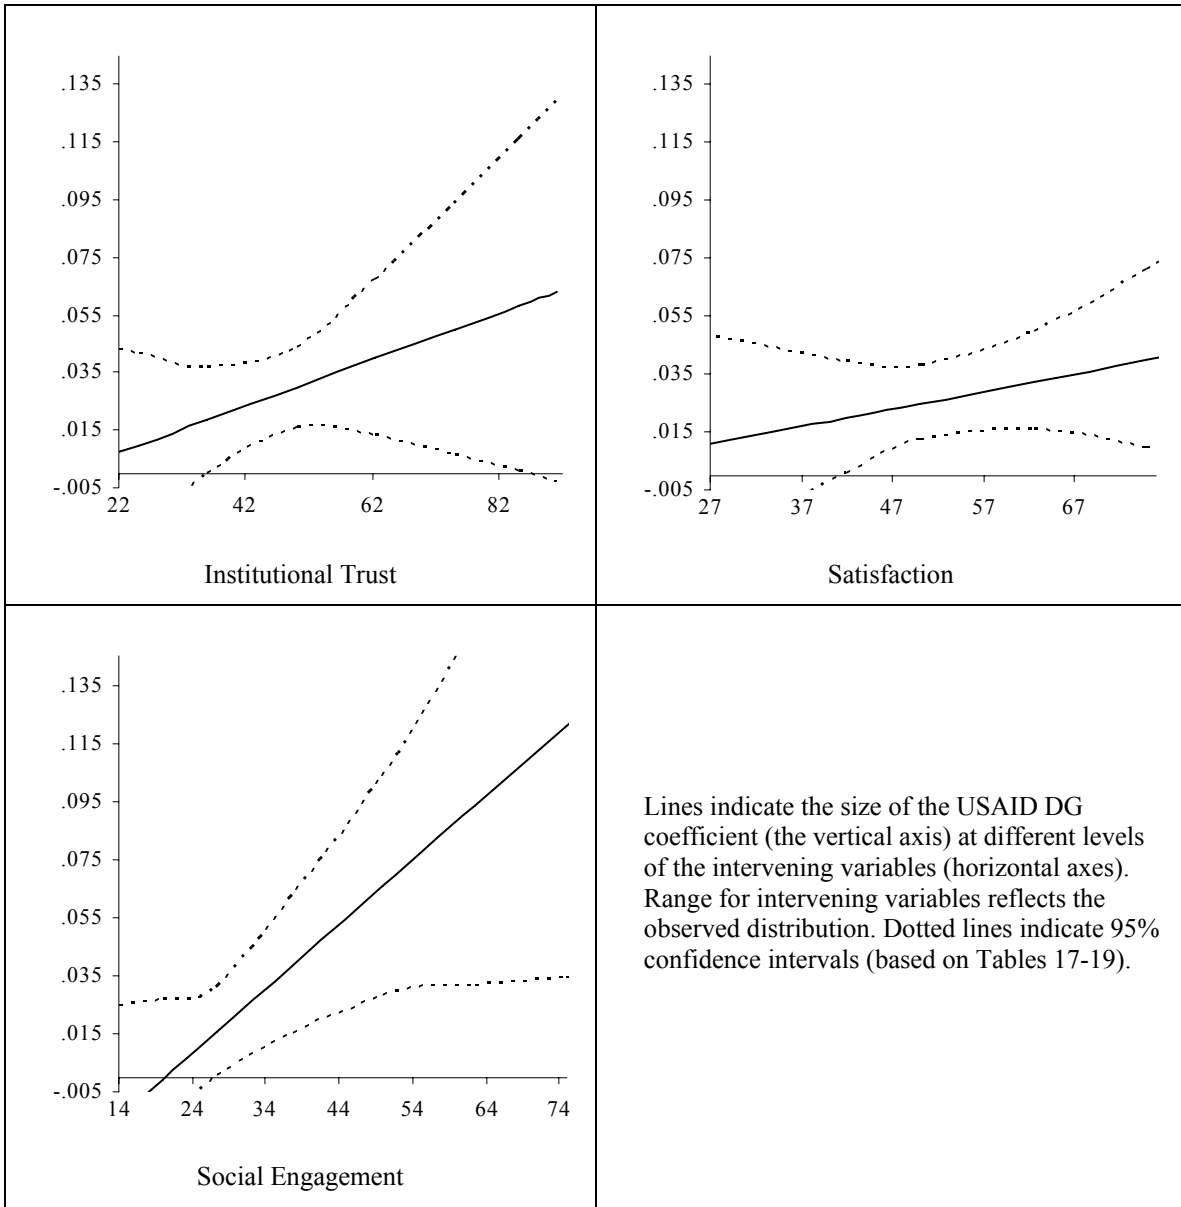 .135
.115
.095
.075
.055
.035
.015
-.005
22 42 62 82
Institutional Trust
.135
.115
.095
.075
.055
.035
.015
-.005
27 37 47 57 67
Satisfaction
.135
.115
.095
.075
.055
.035
.015
-.005
14 24 34 44 54 64 74
Social Engagement
Lines indicate the size of the USAID DG
coefficient (the vertical axis) at different levels
of the intervening variables (horizontal axes).
Range for intervening variables reflects the
observed distribution. Dotted lines indicate 95%
confidence intervals (based on Tables 17-19).